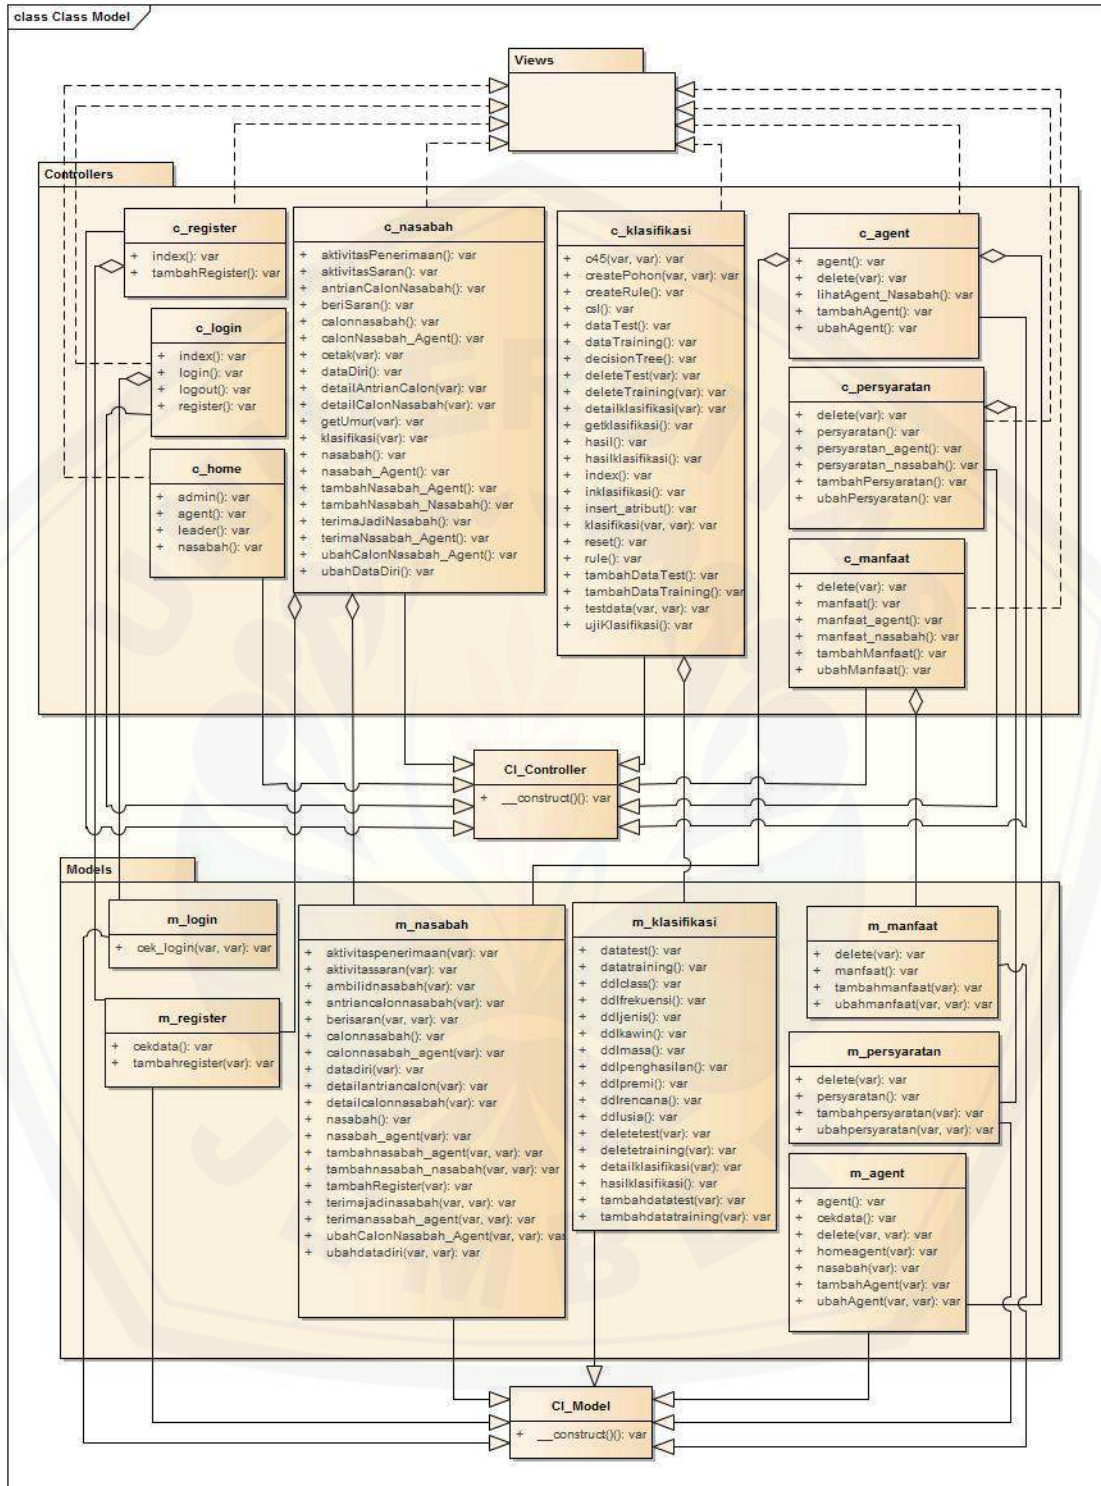 class Class Model
Views
Controllers
c_register
+ index(): var
+ tambahRegister(): var
c_login
+ index(): var
+ login(): var
+ logout(): var
+ register(): var
c_home
+ admin(): var
+ agent(): var
+ leader(): var
+ nasabah(): var
c_nasabah
+ aktivitasPenerimaan(): var
+ aktivitasSaran(): var
+ antrianCalonNasabah(): var
+ beriSaran(): var
+ calonnasabah(): var
+ calonNasabah_Agent(): var
+ cetak(var): var
+ dataDiri(): var
+ detailAntrianCalon(var): var
+ detailCalonNasabah(var): var
+ getUmur(var): var
+ klasifikasi(var): var
+ nasabah(): var
+ nasabah_Agent(): var
+ tambahNasabah_Agent(): var
+ tambahNasabah_Nasabah(): var
+ terimaJadiNasabah(): var
+ terimaNasabah_Agent(): var
+ ubahCalonNasabah_Agent(): var
+ ubahDataDiri(): var
c_klasifikasi
+ c45(var, var): var
+ createPohon(var, var): var
+ createRule(): var
+ csl(): var
+ dataTest(): var
+ dataTraining(): var
+ decisionTree(): var
+ deleteTest(var): var
+ deleteTraining(var): var
+ detailklasifikasi(var): var
+ getklasifikasi(): var
+ hasil(): var
+ hasilklasifikasi(): var
+ index(): var
+ inklasifikasi(): var
+ insert_atribut(): var
+ klasifikasi(var, var): var
+ reset(): var
+ rule(): var
+ tambahDataTest(): var
+ tambahDataTraining(): var
+ testdata(var, var): var
+ ujiKlasifikasi(): var
c_agent
+ agent(): var
+ delete(var): var
+ lihatAgent_Nasabah(): var
+ tambahAgent(): var
+ ubahAgent(): var
c_persyaratan
+ delete(var): var
+ persyaratan(): var
+ persyaratan_agent(): var
+ persyaratan_nasabah(): var
+ tambahPersyaratan(): var
+ ubahPersyaratan(): var
c_manfaat
+ delete(var): var
+ manfaat(): var
+ manfaat_agent(): var
+ manfaat_nasabah(): var
+ tambahManfaat(): var
+ ubahManfaat(): var
CI_Controller
+ __construct()(): var
Models
m_login
+ cek_login(var, var): var
m_register
+ cekdata(): var
+ tambahregister(var): var
m_nasabah
+ aktivitaspenerimaan(var): var
+ aktivitassaran(var): var
+ ambilidnasabah(var): var
+ antriancalonnasabah(var): var
+ berisaran(var, var): var
+ calonnasabah(): var
+ calonnasabah_agent(var): var
+ datadiri(): var
+ detailantriancalon(var): var
+ detailcalonnasabah(var): var
+ nasabah(): var
+ nasabah_agent(var): var
+ tambahnasabah_agent(var, var): var
+ tambahnasabah_nasabah(var, var): var
+ tambahRegister(var): var
+ terimajadinasabah(var, var): var
+ terimanasabah_agent(var, var): var
+ ubahCalonNasabah_Agent(var, var): var
+ ubahdatadiri(var, var): var
m_klasifikasi
+ datatest(): var
+ datatraining(): var
+ ddlclass(): var
+ ddlfrekuensi(): var
+ ddljenis(): var
+ ddlkawin(): var
+ ddlmasa(): var
+ ddlpenghasilan(): var
+ ddlpremi(): var
+ ddlrencana(): var
+ ddlusia(): var
+ deletetest(var): var
+ deletetraining(var): var
+ detailklasifikasi(var): var
+ hasilklasifikasi(): var
+ tambahdatatest(var): var
+ tambahdatatraining(var): var
m_manfaat
+ delete(var): var
+ manfaat(): var
+ tambahmanfaat(var): var
+ ubahmanfaat(var, var): var
m_persyaratan
+ delete(var): var
+ persyaratan(): var
+ tambahpersyaratan(var): var
+ ubahpersyaratan(var, var): var
m_agent
+ agent(): var
+ cekdata(): var
+ delete(var, var): var
+ homeagent(var): var
+ nasabah(var): var
+ tambahAgent(var): var
+ ubahAgent(var, var): var
CI_Model
+ __construct()(): var